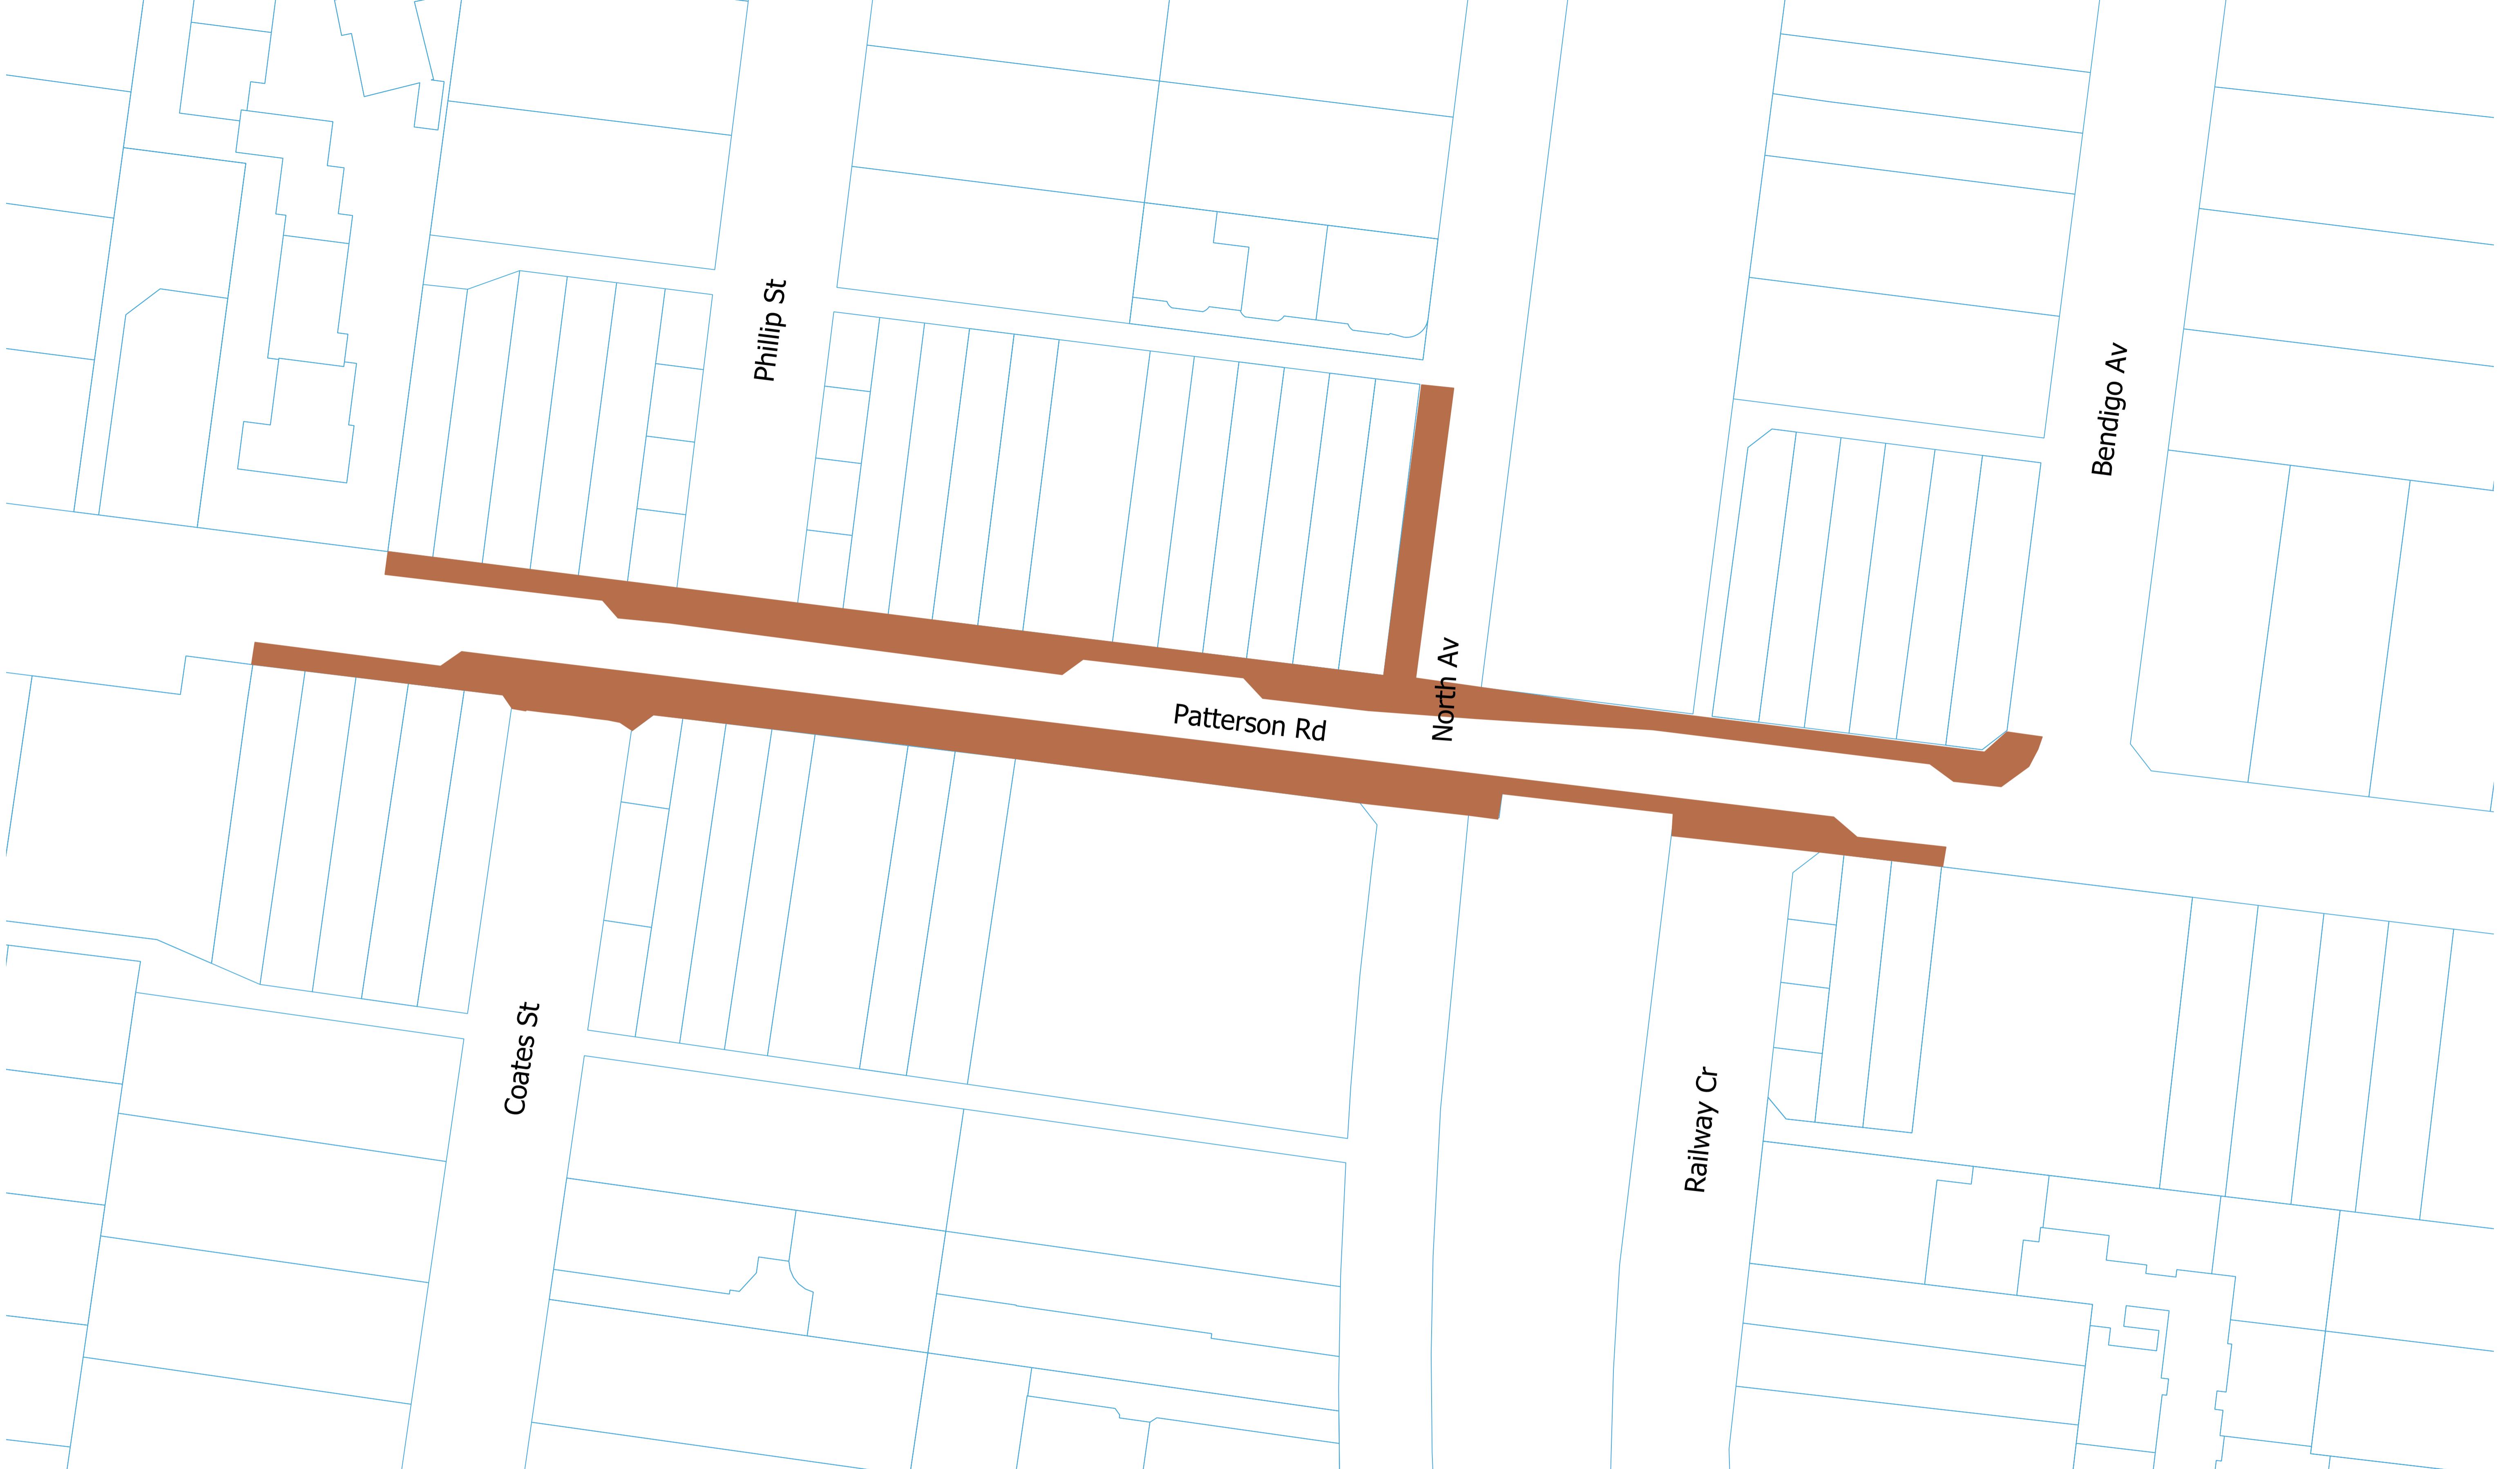 Phillip St
Bendigo Av
North Av
Patterson Rd
Coates St
Railway Cr